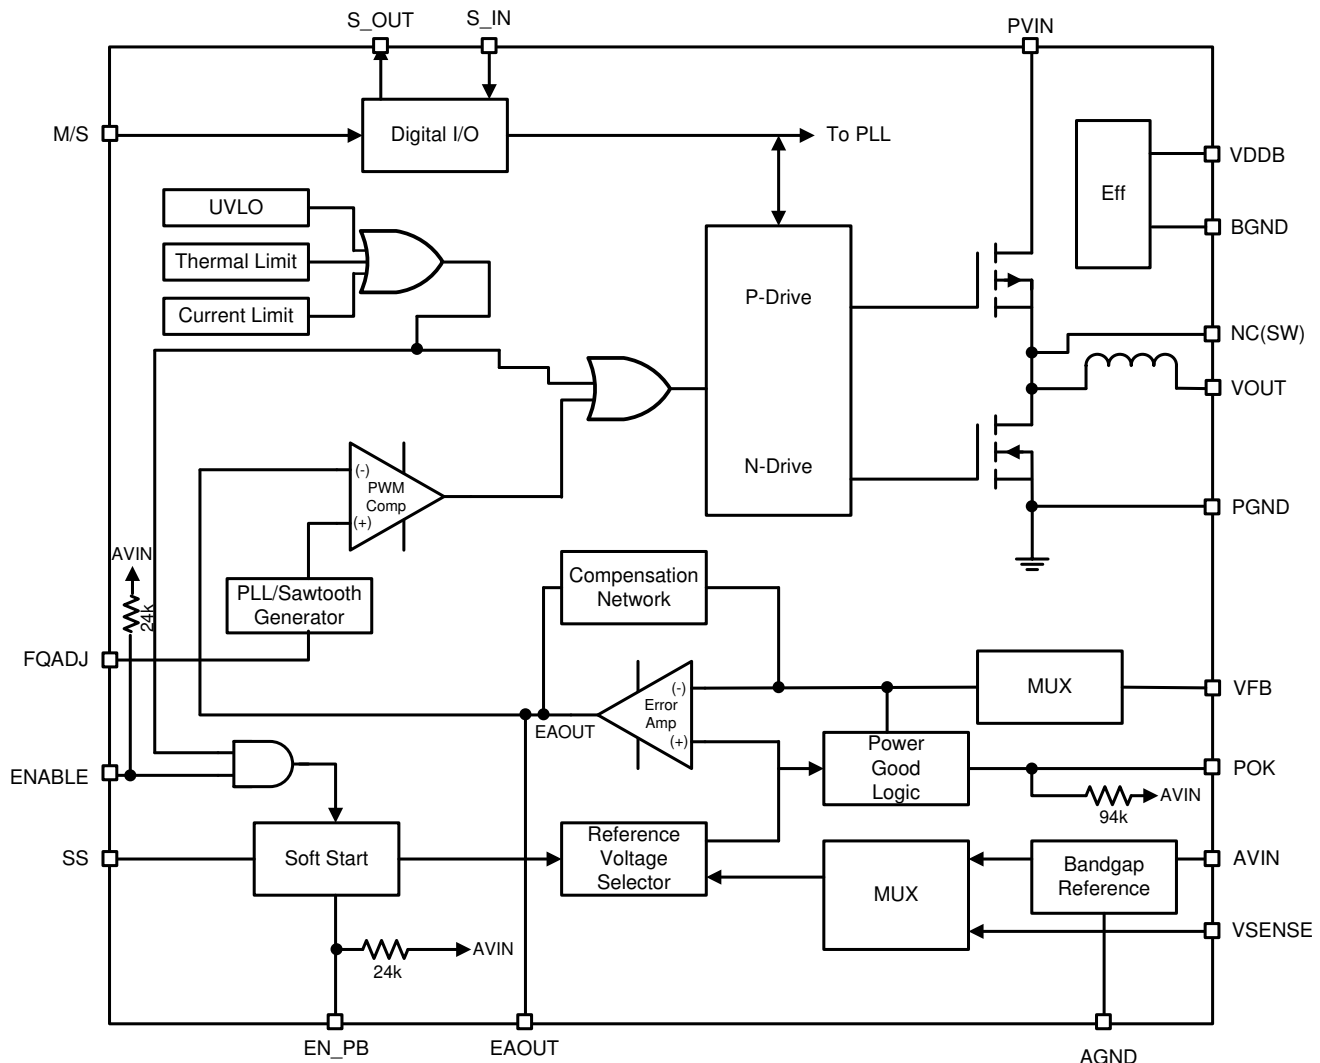 S_OUT
S_IN
PVIN
M/S
Digital I/O
To PLL
VDDB
UVLO
Eff
BGND
Thermal Limit
P-Drive
Current Limit
NC(SW)
VOUT
(-)
PWM
Comp
(+)
N-Drive
PGND
AVIN
24k
PLL/Sawtooth
Generator
Compensation
Network
FQADJ
(-)
Error
Amp
(+)
MUX
VFB
EAOUT
Power
Good
Logic
ENABLE
POK
AVIN
94k
SS
Soft Start
Reference
Voltage
Selector
MUX
Bandgap
Reference
AVIN
VSENSE
AVIN
24k
EN_PB
EAOUT
AGND